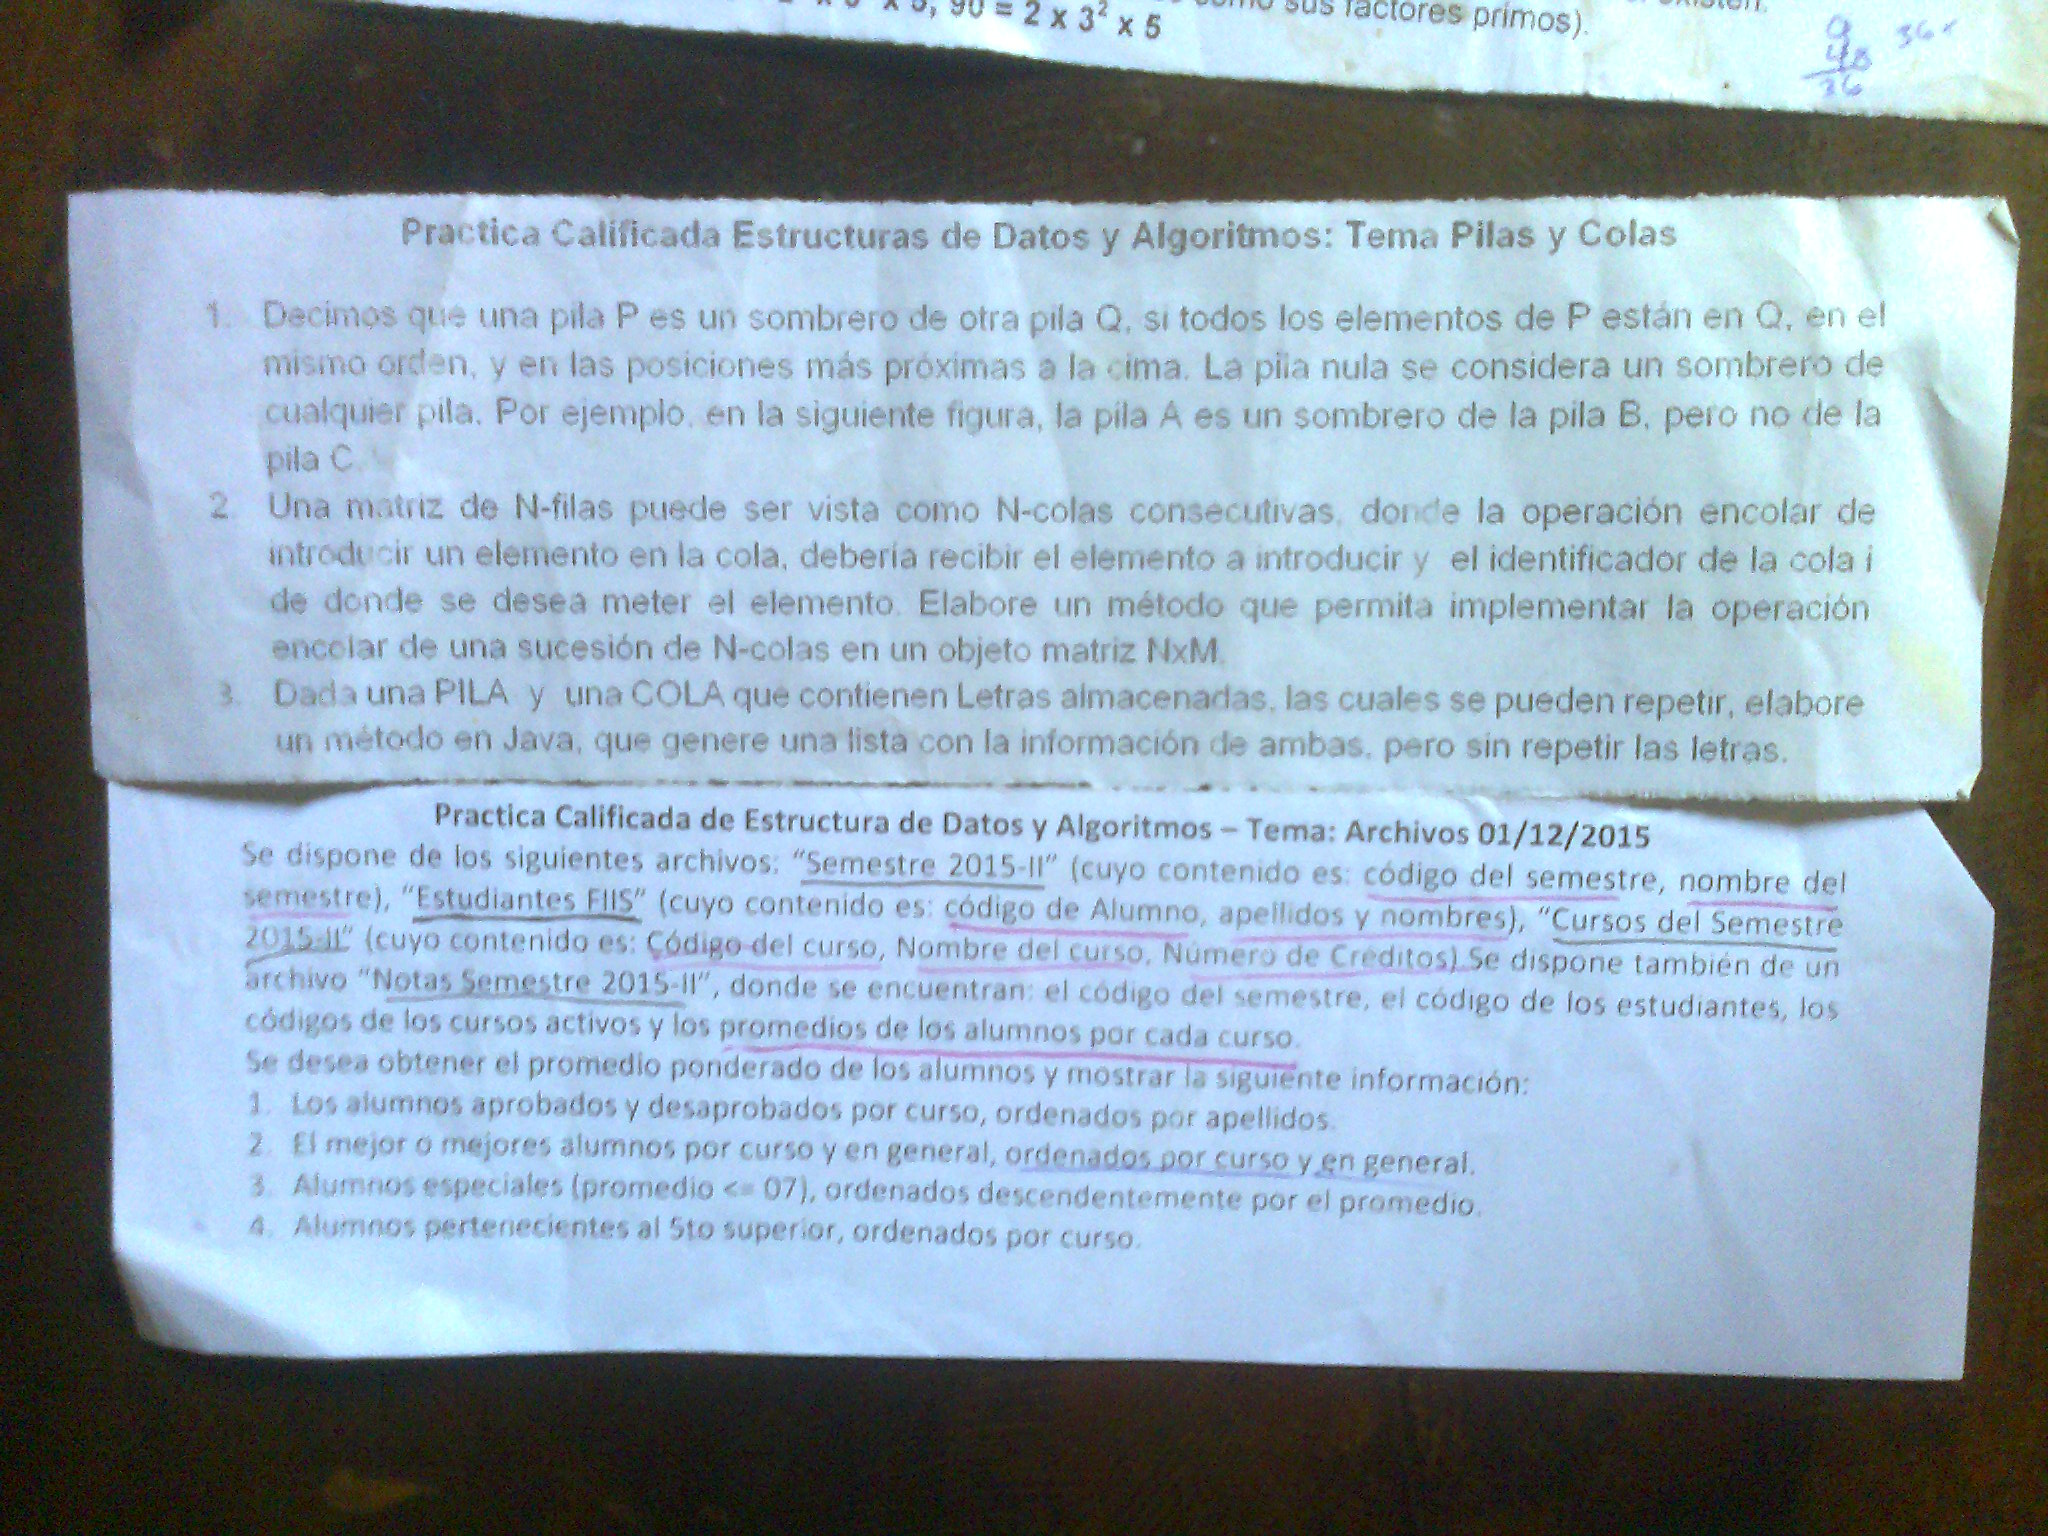 sus factores primos).
x 5, 90 = 2 x 3² x 5
9
36
36
Practica Calificada Estructuras de Datos y Algoritmos: Tema Pilas y Colas
1. Decimos que una pila P es un sombrero de otra pila Q, si todos los elementos de P están en Q, en el
mismo orden, y en las posiciones más próximas a la cima. La pila nula se considera un sombrero de
cualquier pila. Por ejemplo, en la siguiente figura, la pila A es un sombrero de la pila B, pero no de la
pila C.
2. Una matriz de N-filas puede ser vista como N-colas consecutivas, donde la operación encolar de
introducir un elemento en la cola, debería recibir el elemento a introducir y el identificador de la cola i
de donde se desea meter el elemento. Elabore un método que permita implementar la operación
encolar de una sucesión de N-colas en un objeto matriz NxM.
3. Dada una PILA y una COLA que contienen Letras almacenadas, las cuales se pueden repetir, elabore
un método en Java, que genere una lista con la información de ambas, pero sin repetir las letras.
Practica Calificada de Estructura de Datos y Algoritmos – Tema: Archivos 01/12/2015
Se dispone de los siguientes archivos: “Semestre 2015-II” (cuyo contenido es: código del semestre, nombre del
semestre), “Estudiantes FIIS” (cuyo contenido es: código de Alumno, apellidos y nombres), “Cursos del Semestre
2015-II” (cuyo contenido es: Código del curso, Nombre del curso, Número de Créditos) Se dispone también de un
archivo “Notas Semestre 2015-II”, donde se encuentran: el código del semestre, el código de los estudiantes, los
códigos de los cursos activos y los promedios de los alumnos por cada curso.
Se desea obtener el promedio ponderado de los alumnos y mostrar la siguiente información:
1. Los alumnos aprobados y desaprobados por curso, ordenados por apellidos.
2. El mejor o mejores alumnos por curso y en general, ordenados por curso y en general.
3. Alumnos especiales (promedio <= 07), ordenados descendentemente por el promedio.
4. Alumnos pertenecientes al 5to superior, ordenados por curso.